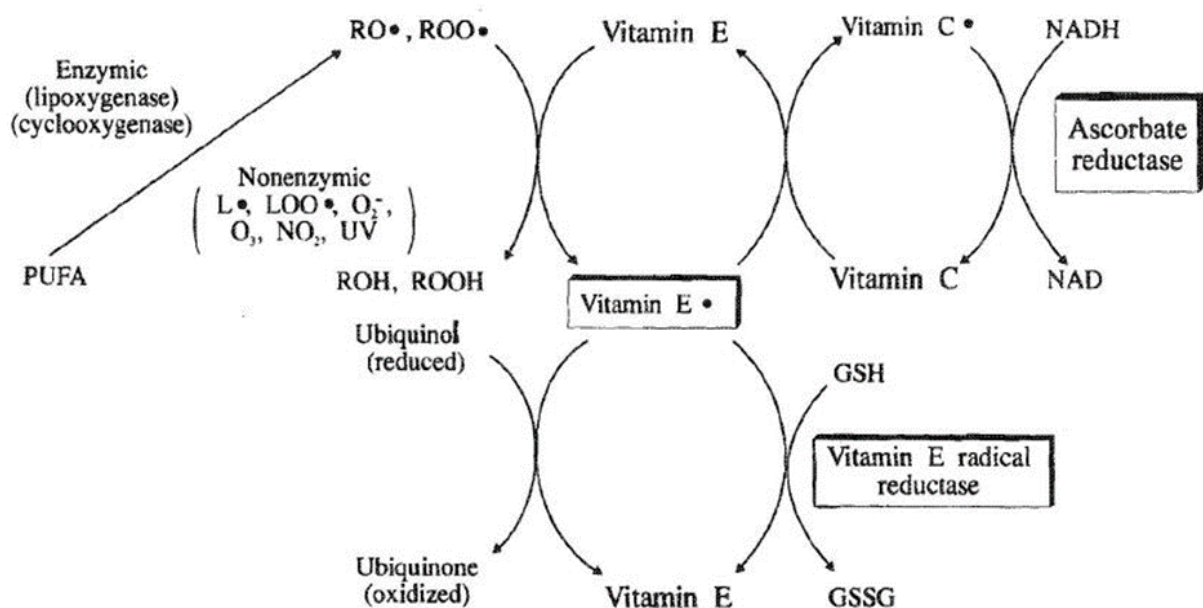 RO•, ROO•
Vitamin E
Vitamin C •
NADH
Enzymic
(lipoxygenase)
(cyclooxygenase)
Ascorbate
reductase
Nonenzymic
( L•, LOO•, O₂⁻,
O₃, NO₂, UV )
PUFA
ROH, ROOH
Vitamin E •
Vitamin C
NAD
Ubiquinol
(reduced)
GSH
Vitamin E radical
reductase
Ubiquinone
(oxidized)
Vitamin E
GSSG